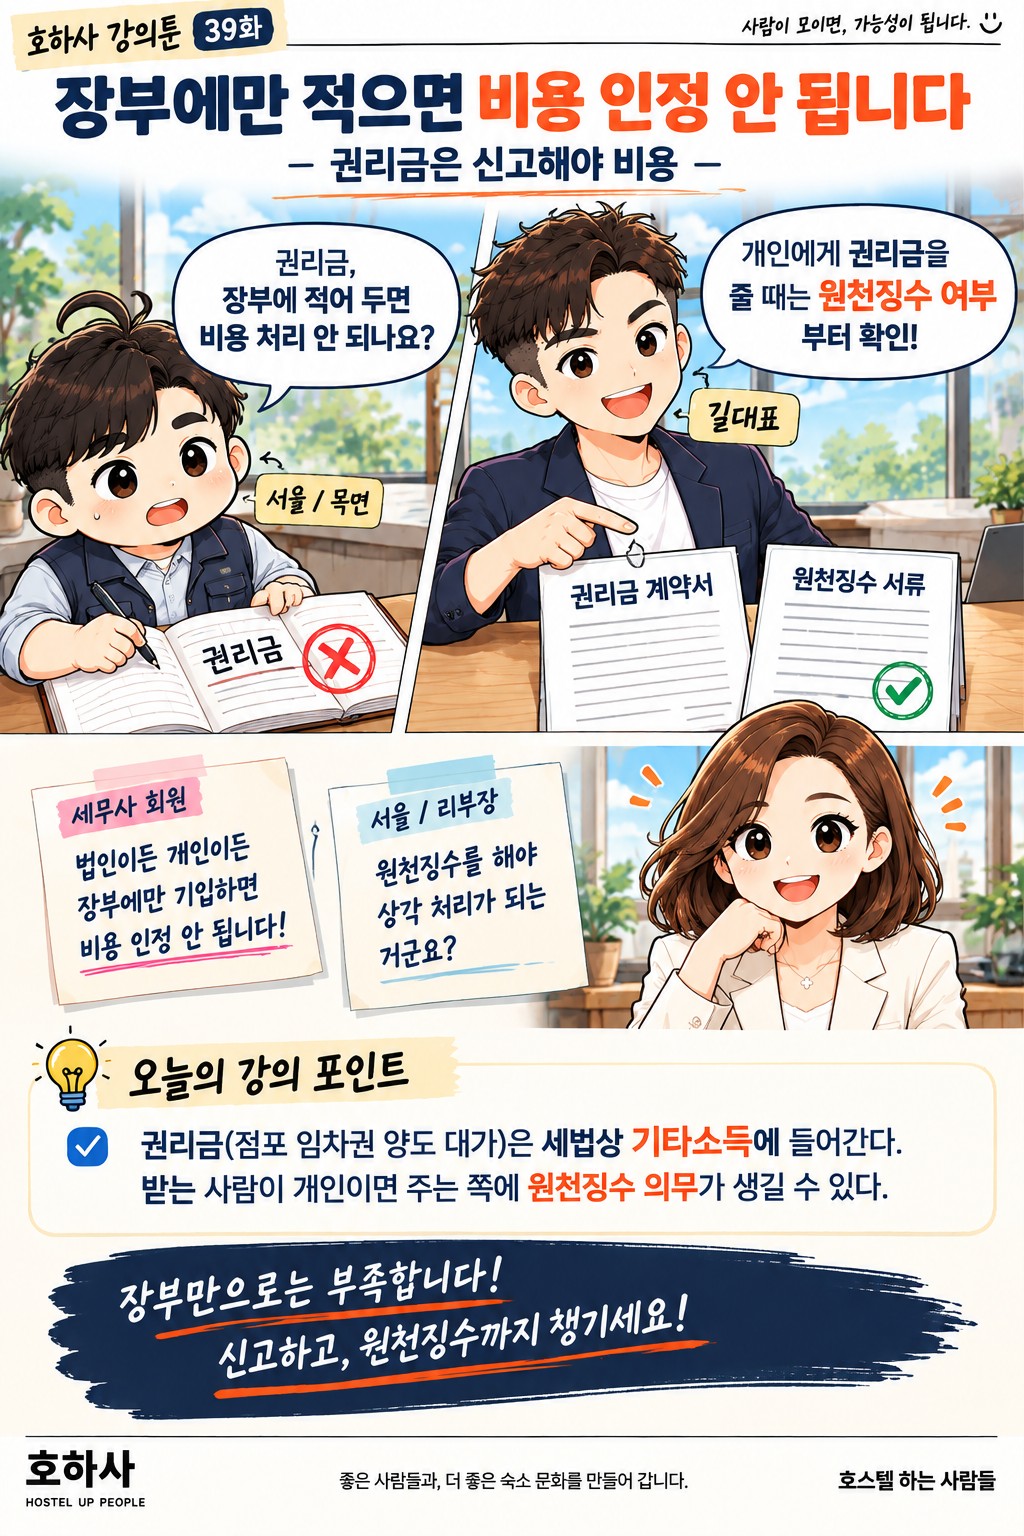 호하사 강의툰 39화
사람이 모이면, 가능성이 됩니다.
장부에만 적으면 비용 인정 안 됩니다
– 권리금은 신고해야 비용 –
권리금,
장부에 적어 두면
비용 처리 안 되나요?
개인에게 권리금을
줄 때는 원천징수 여부
부터 확인!
길대표
서울 / 목면
권리금
권리금 계약서
원천징수 서류
세무사 회원
법인이든 개인이든
장부에만 기입하면
비용 인정 안 됩니다!
서울 / 리부장
원천징수를 해야
상각 처리가 되는
거군요?
오늘의 강의 포인트
권리금(점포 임차권 양도 대가)은 세법상 기타소득에 들어간다.
받는 사람이 개인이면 주는 쪽에 원천징수 의무가 생길 수 있다.
장부만으로는 부족합니다!
신고하고, 원천징수까지 챙기세요!
호하사
HOSTEL UP PEOPLE
좋은 사람들과, 더 좋은 숙소 문화를 만들어 갑니다.
호스텔 하는 사람들